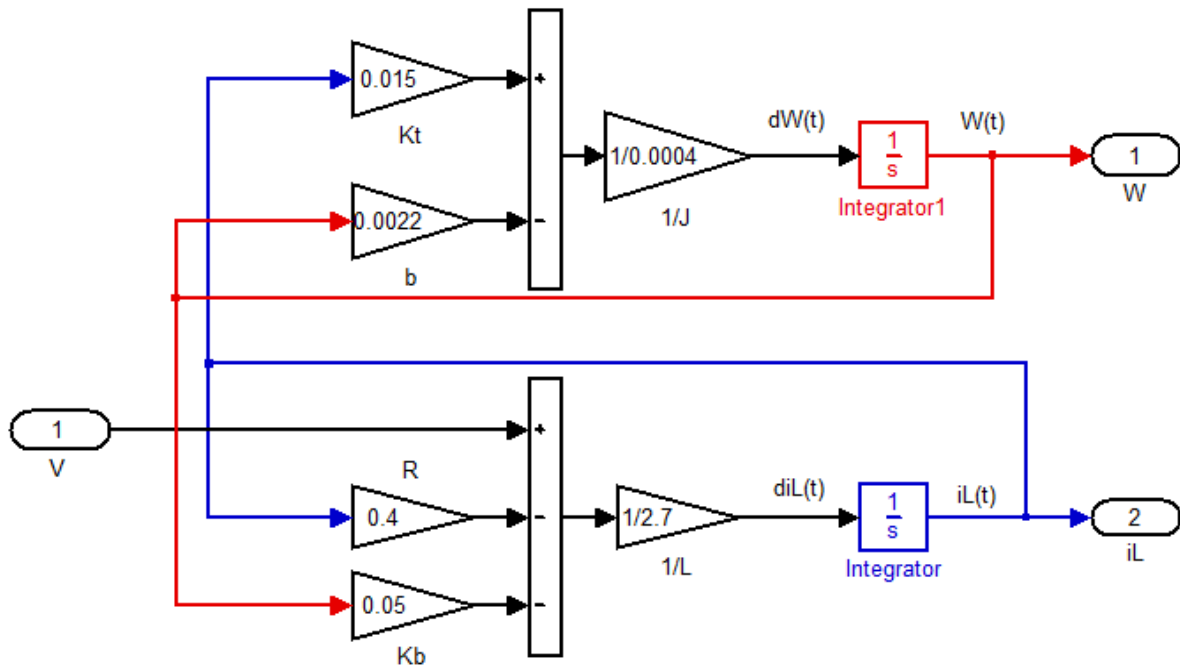 0.015
+
Kt
dW(t)
W(t)
1/0.0004
1
s
1
W
Integrator1
1/J
0.0022
-
b
1
V
+
R
0.4
-
diL(t)
iL(t)
1/2.7
1
s
2
iL
Integrator
1/L
0.05
-
Kb